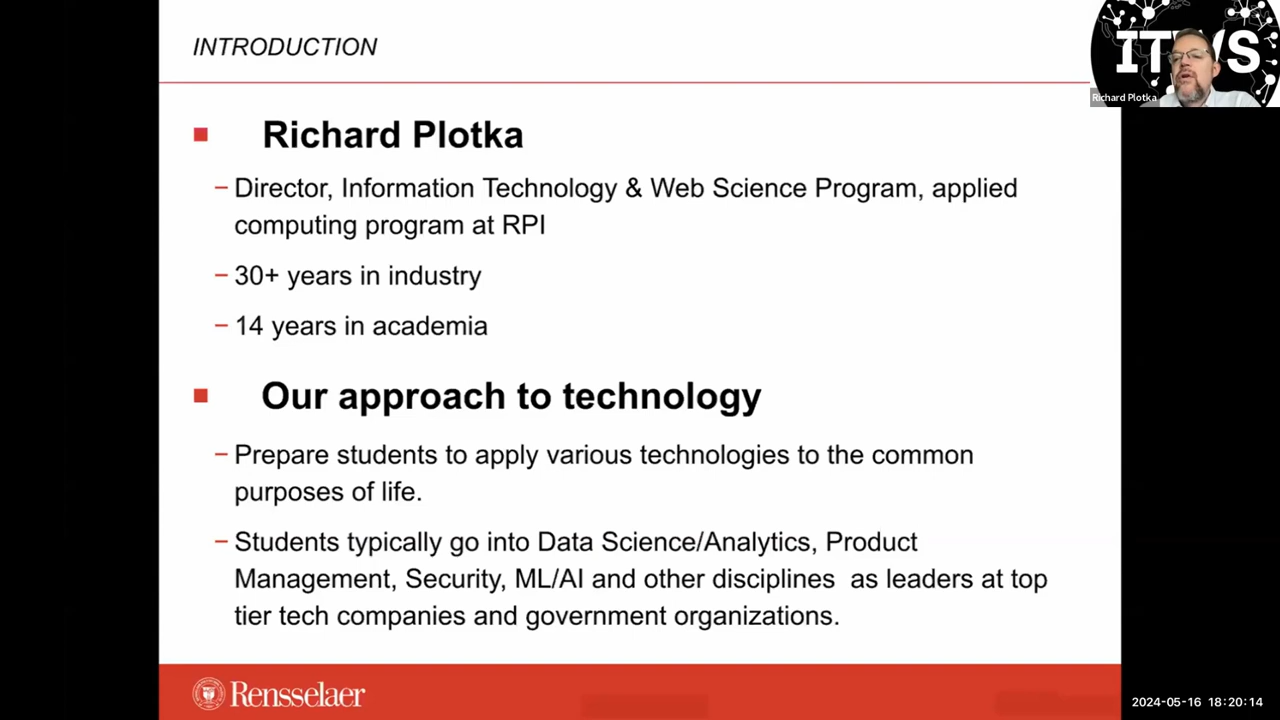 INTRODUCTION
ITWS
Richard Plotka
Richard Plotka
– Director, Information Technology & Web Science Program, applied
computing program at RPI
– 30+ years in industry
– 14 years in academia
Our approach to technology
– Prepare students to apply various technologies to the common
purposes of life.
– Students typically go into Data Science/Analytics, Product
Management, Security, ML/AI and other disciplines  as leaders at top
tier tech companies and government organizations.
Rensselaer
2024-05-16 18:20:14